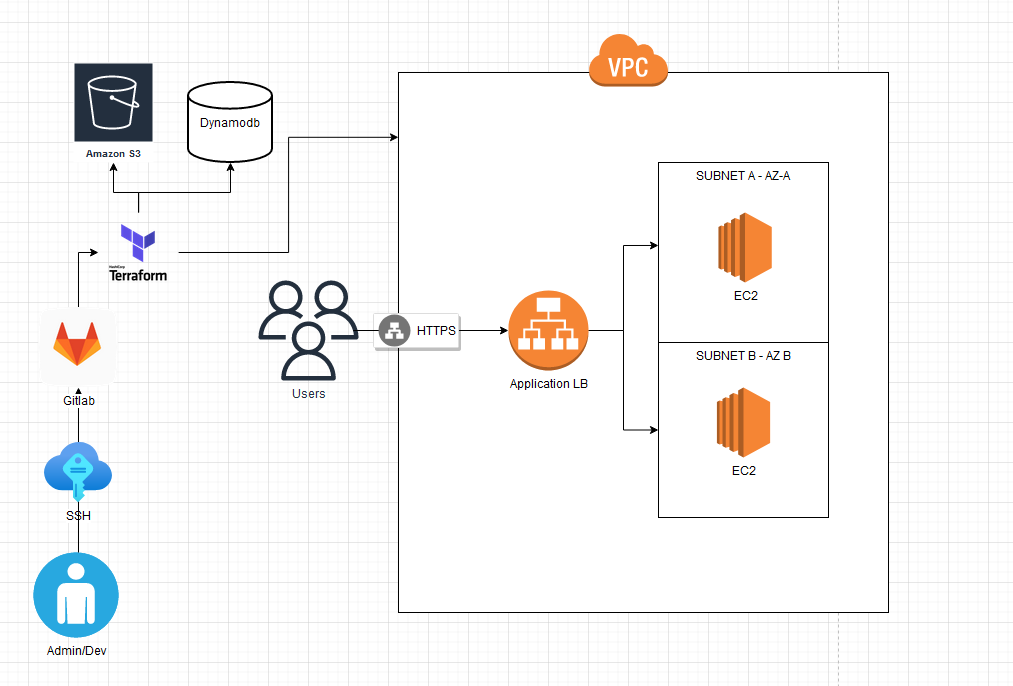 VPC
Amazon S3
Dynamodb
SUBNET A - AZ-A
EC2
HashiCorp
Terraform
HTTPS
Users
Application LB
SUBNET B - AZ B
EC2
Gitlab
SSH
Admin/Dev